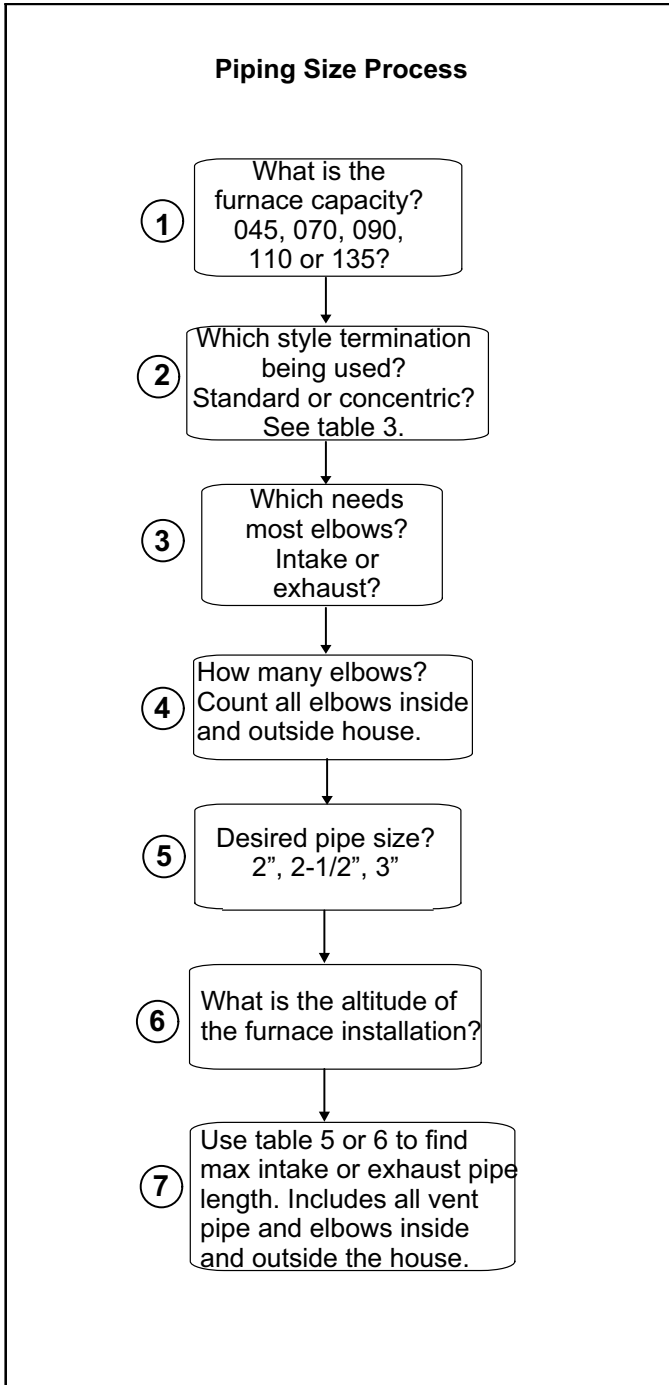 Piping Size Process
1
What is the
furnace capacity?
045, 070, 090,
110 or 135?
2
Which style termination
being used?
Standard or concentric?
See table 3.
3
Which needs
most elbows?
Intake or
exhaust?
4
How many elbows?
Count all elbows inside
and outside house.
5
Desired pipe size?
2”, 2-1/2”, 3”
6
What is the altitude of
the furnace installation?
7
Use table 5 or 6 to find
max intake or exhaust pipe
length. Includes all vent
pipe and elbows inside
and outside the house.